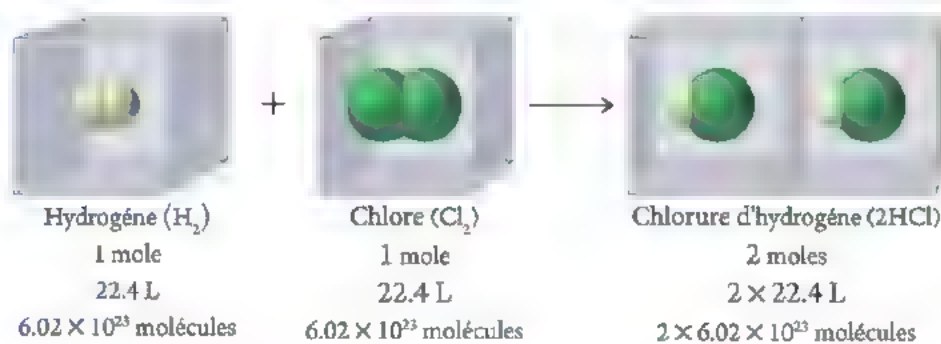 +
Hydrogéne (H₂)
1 mole
22.4 L
6.02 × 10²³ molécules
Chlore (Cl₂)
1 mole
22.4 L
6.02 × 10²³ molécules
Chlorure d'hydrogéne (2HCl)
2 moles
2 × 22.4 L
2 × 6.02 × 10²³ molécules